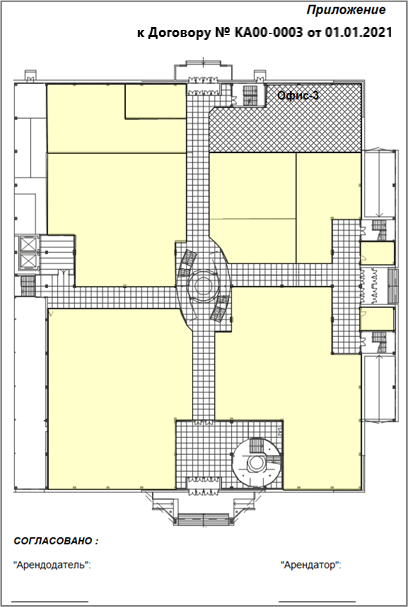 Приложение
к Договору № КА00-0003 от 01.01.2021
Офис-3
СОГЛАСОВАНО :
"Арендодатель":
"Арендатор":